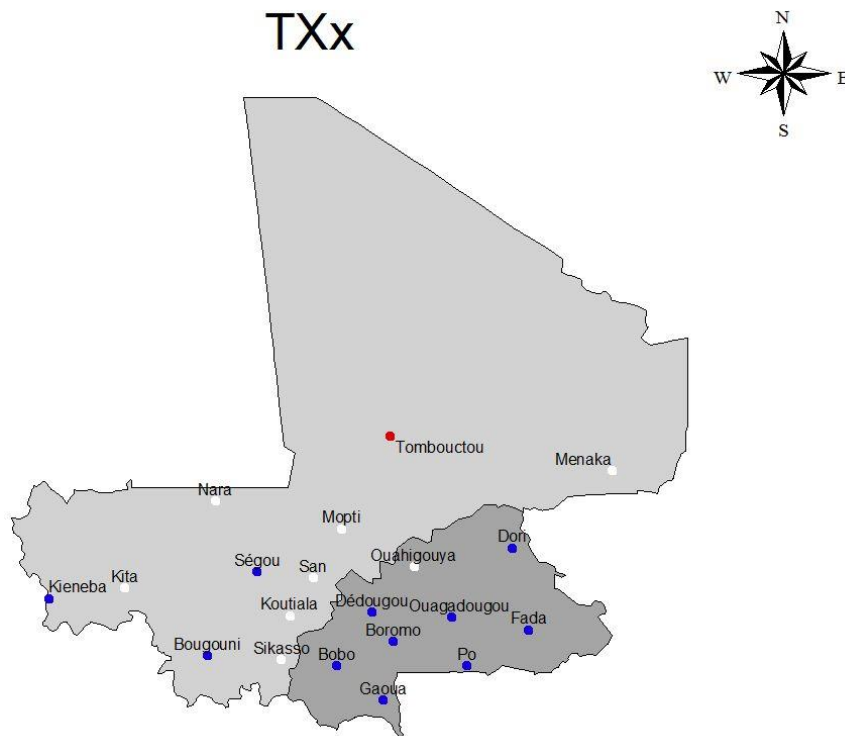 TXx
N
W
E
S
Tombouctou
Menaka
Nara
Mopti
Dori
Ouahigouya
Ségou
San
Kita
Kieneba
Koutiala
Dédougou
Ouagadougou
Fada
Boromo
Bougouni
Sikasso
Bobo
Po
Gaoua